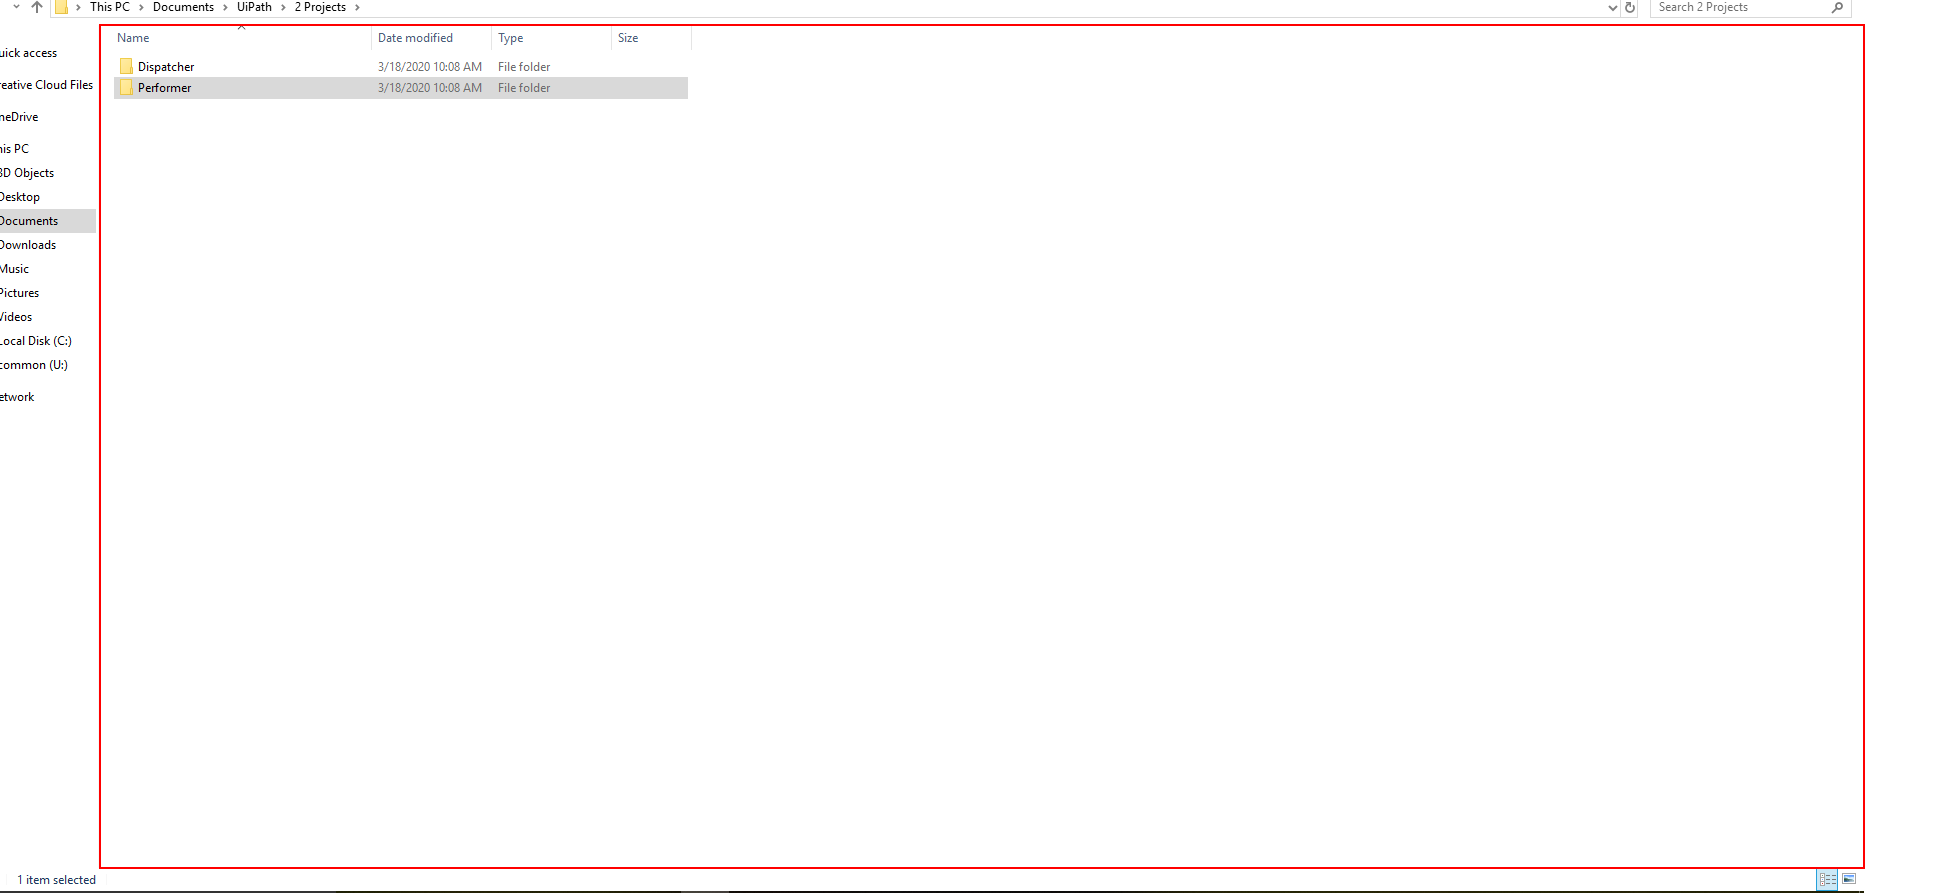 This PC > Documents > UiPath > 2 Projects >
Search 2 Projects
Name Date modified Type Size
Dispatcher 3/18/2020 10:08 AM File folder
Performer 3/18/2020 10:08 AM File folder
uick access
reative Cloud Files
neDrive
his PC
3D Objects
Desktop
Documents
Downloads
Music
Pictures
Videos
Local Disk (C:)
common (U:)
etwork
1 item selected